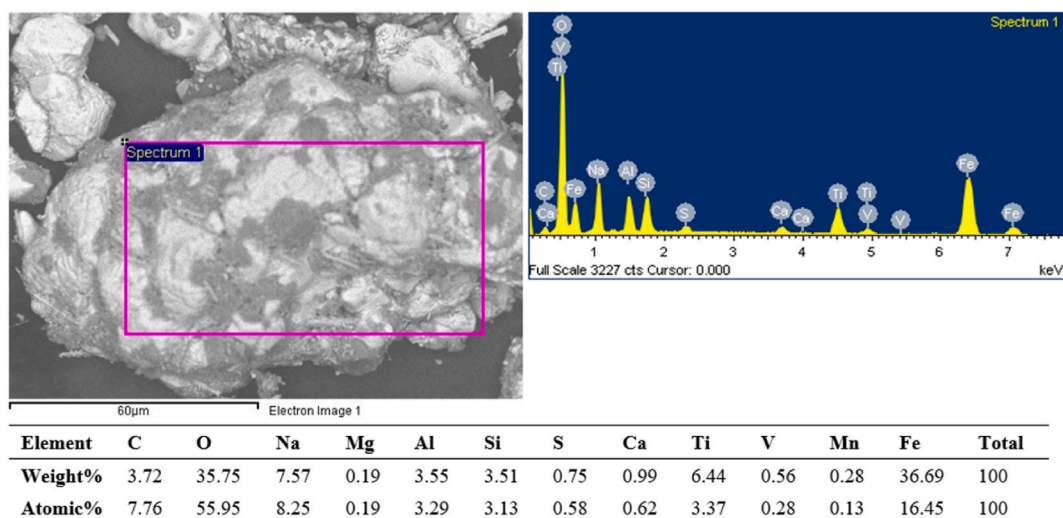 Spectrum 1
60μm
Electron Image 1
Spectrum 1
O
V
Ti
C
Ca
Fe
Na
Al
Si
S
Ca
Ca
Ti
Ti
V
V
Fe
Fe
1 2 3 4 5 6 7
Full Scale 3227 cts Cursor: 0.000 keV
Element C O Na Mg Al Si S Ca Ti V Mn Fe Total
Weight% 3.72 35.75 7.57 0.19 3.55 3.51 0.75 0.99 6.44 0.56 0.28 36.69 100
Atomic% 7.76 55.95 8.25 0.19 3.29 3.13 0.58 0.62 3.37 0.28 0.13 16.45 100